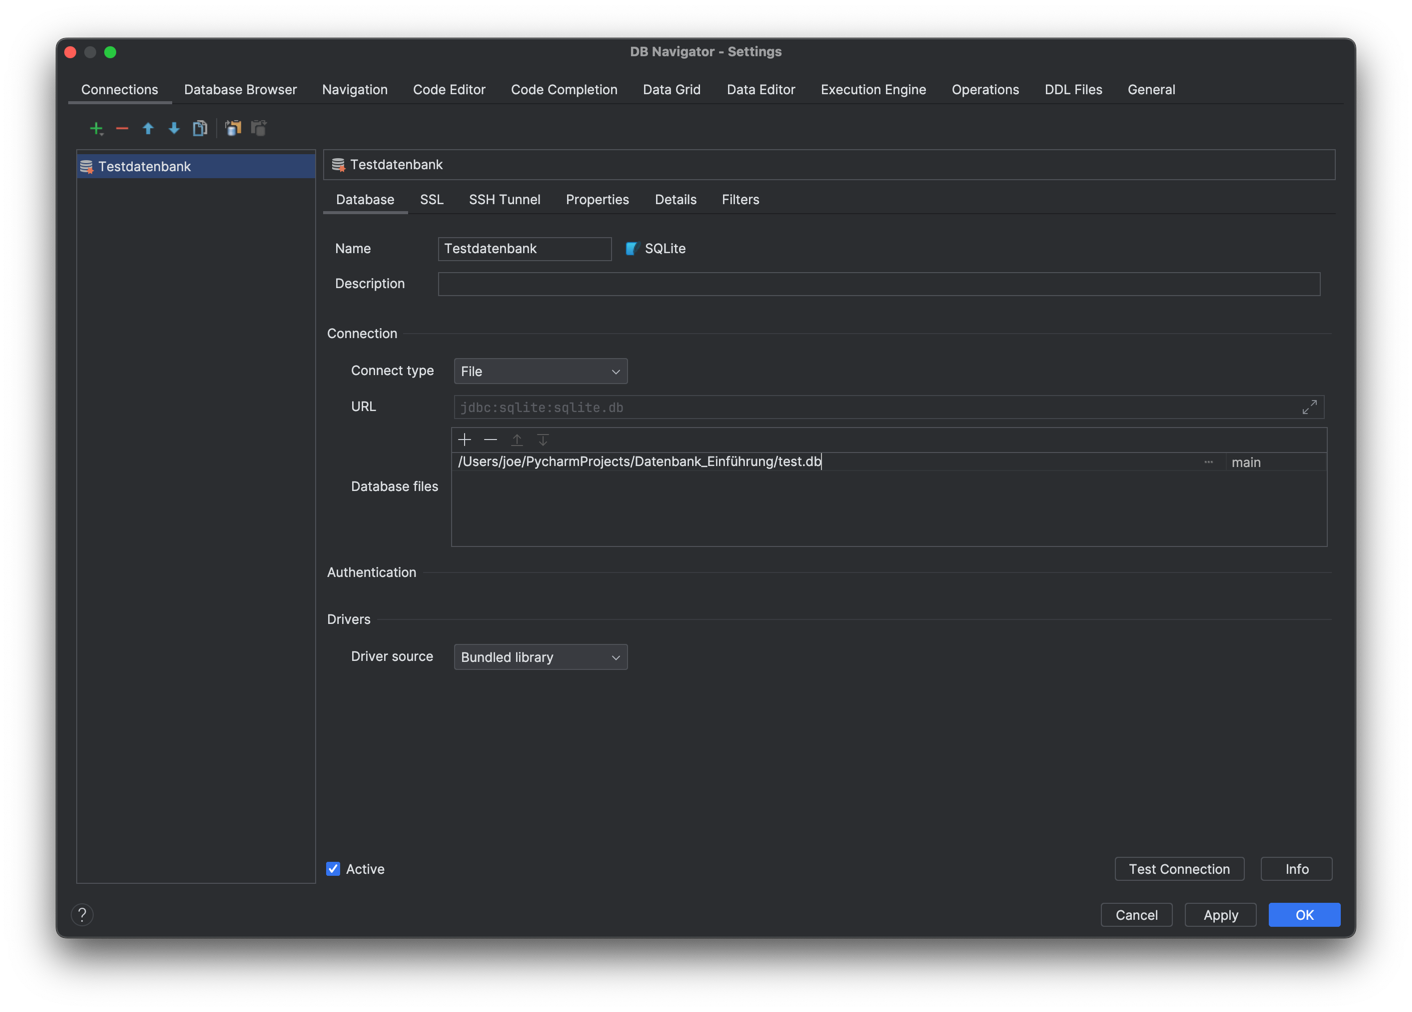 DB Navigator - Settings
Connections Database Browser Navigation Code Editor Code Completion Data Grid Data Editor Execution Engine Operations DDL Files General
Testdatenbank
Testdatenbank
Database SSL SSH Tunnel Properties Details Filters
Name Testdatenbank SQLite
Description
Connection
Connect type File
URL jdbc:sqlite:sqlite.db
/Users/joe/PycharmProjects/Datenbank_Einführung/test.db ... main
Database files
Authentication
Drivers
Driver source Bundled library
Active Test Connection Info
? Cancel Apply OK